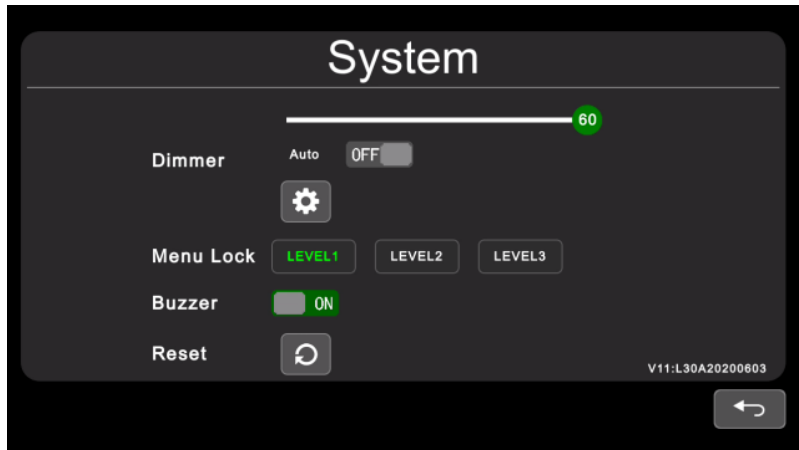 System
60
Dimmer
Auto OFF
Menu Lock LEVEL1 LEVEL2 LEVEL3
Buzzer ON
Reset
V11:L30A20200603